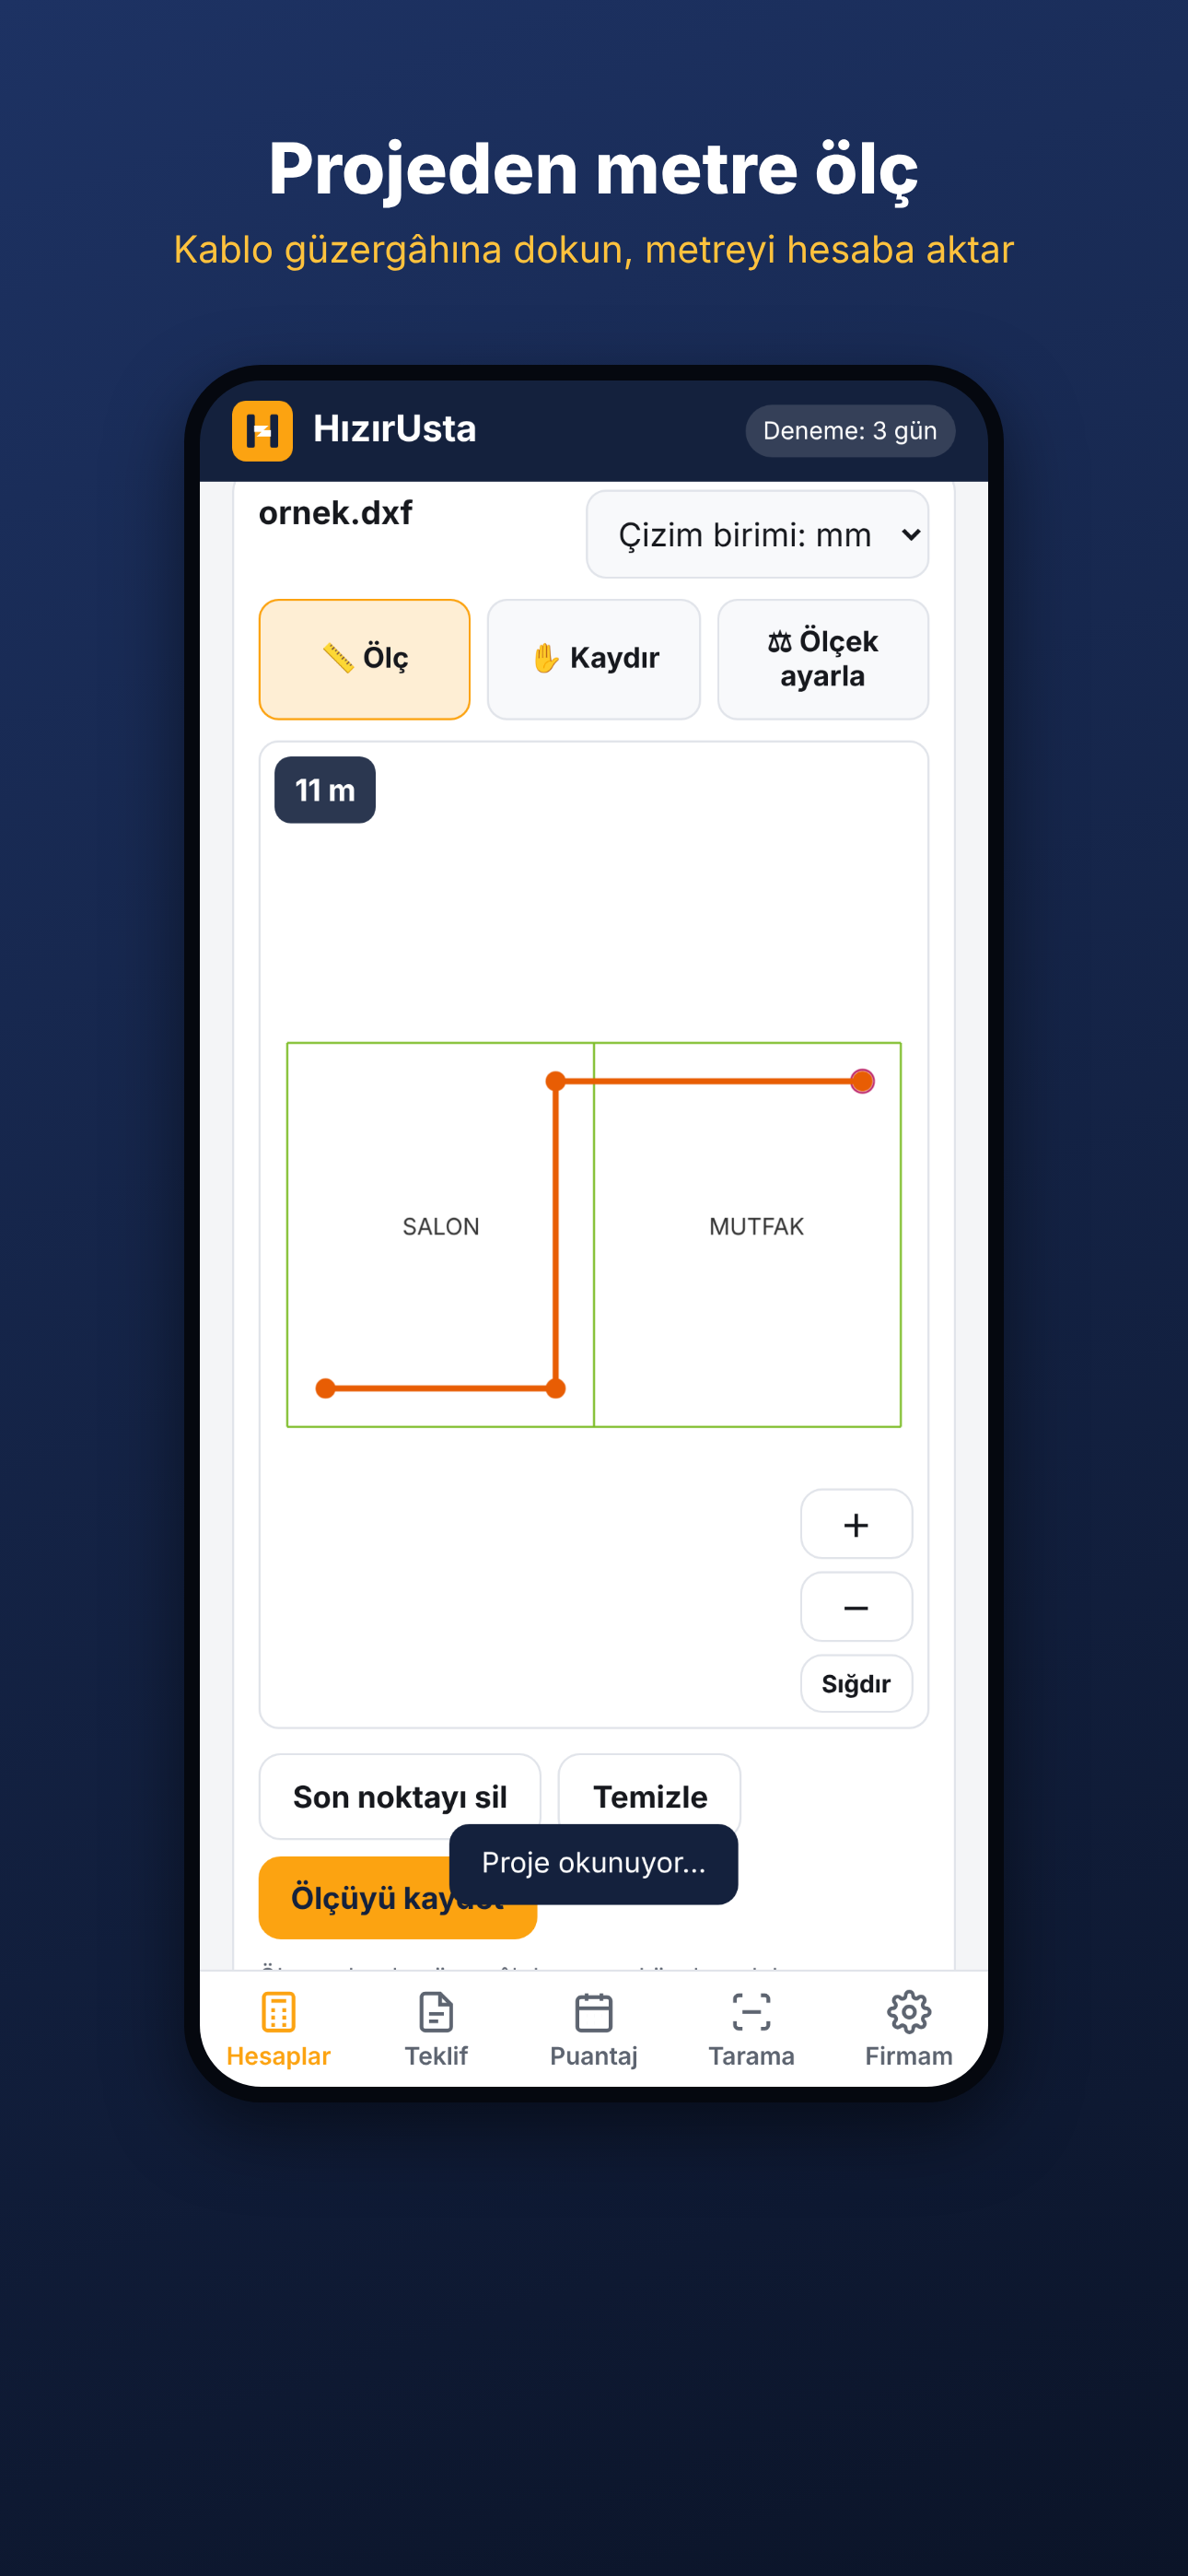 Projeden metre ölç
Kablo güzergâhına dokun, metreyi hesaba aktar
HızırUsta
Deneme: 3 gün
ornek.dxf
Çizim birimi: mm
Ölç
Kaydır
Ölçek
ayarla
11 m
SALON
MUTFAK
+
−
Sığdır
Son noktayı sil
Temizle
Proje okunuyor...
Ölçüyü
Hesaplar
Teklif
Puantaj
Tarama
Firmam